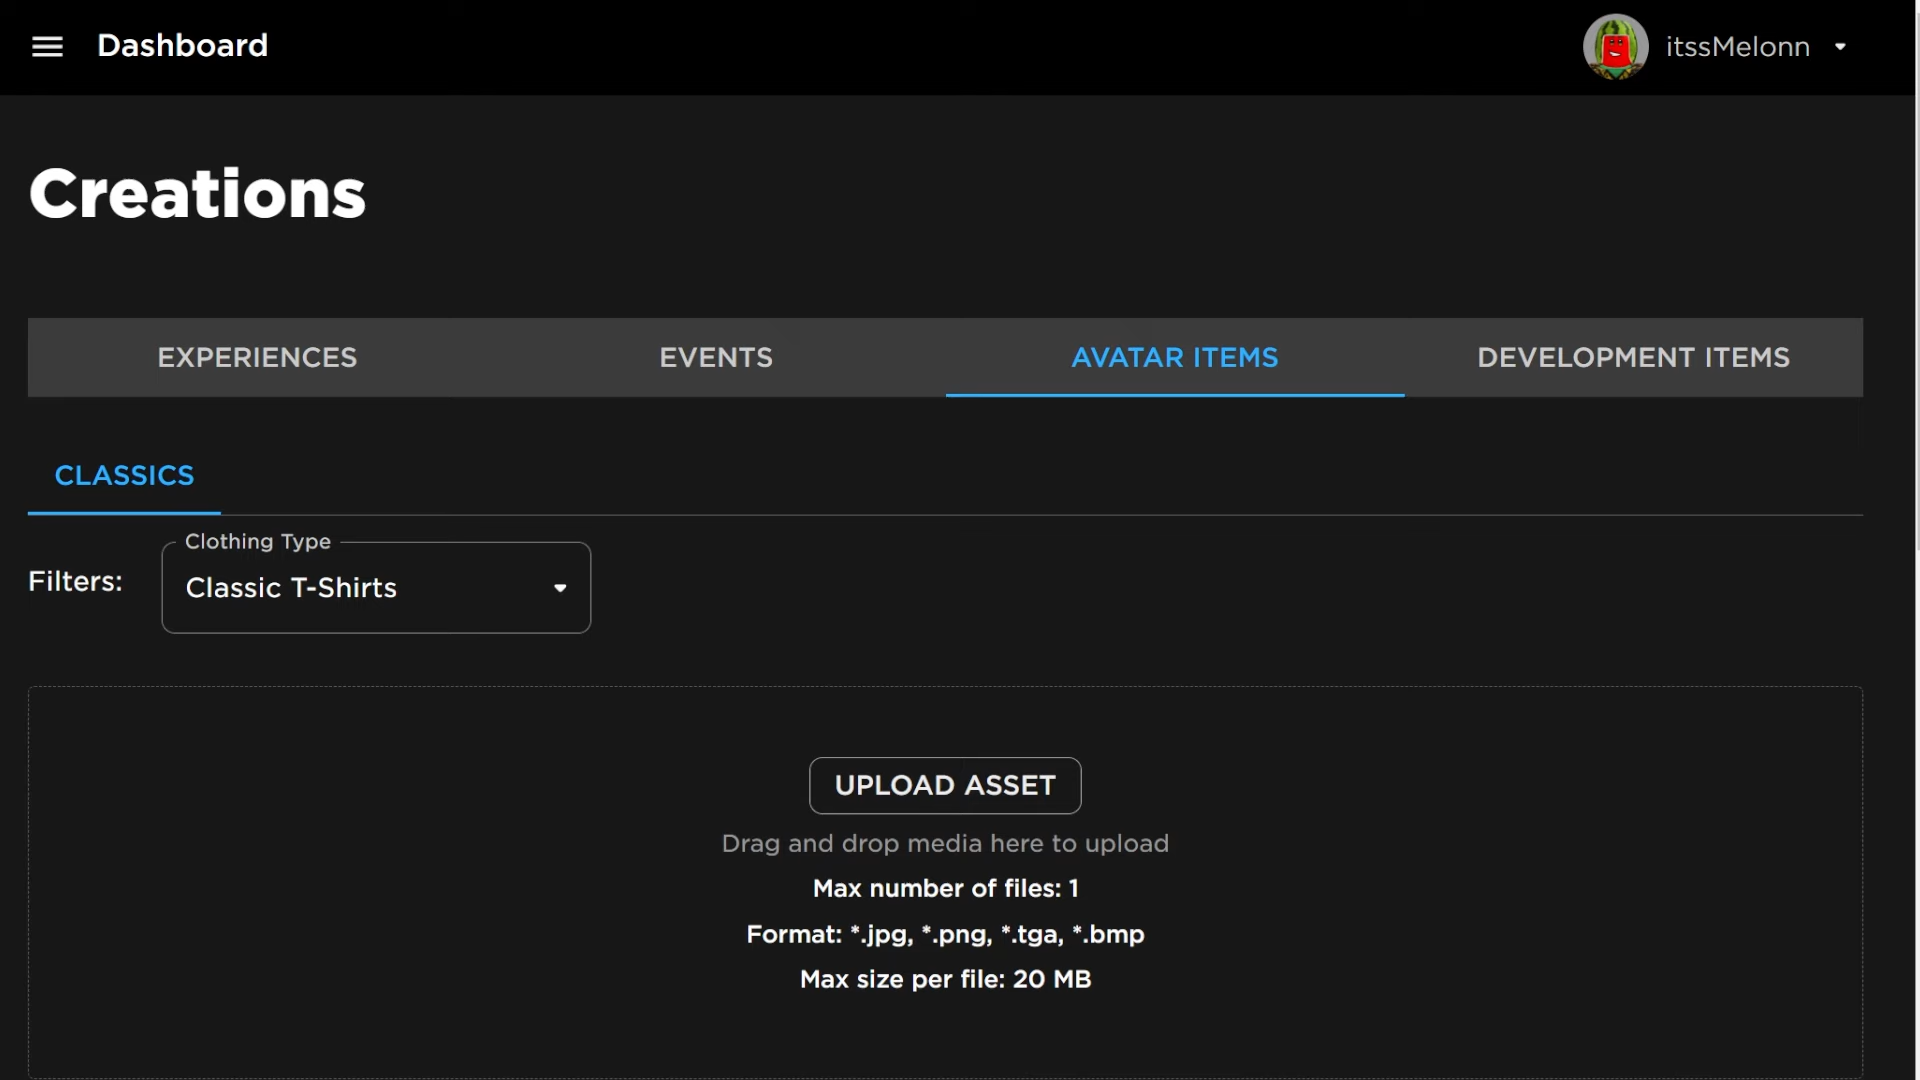 Dashboard
itssMelonn
Creations
EXPERIENCES
EVENTS
AVATAR ITEMS
DEVELOPMENT ITEMS
CLASSICS
Filters:
Clothing Type
Classic T-Shirts
UPLOAD ASSET
Drag and drop media here to upload
Max number of files: 1
Format: *.jpg, *.png, *.tga, *.bmp
Max size per file: 20 MB